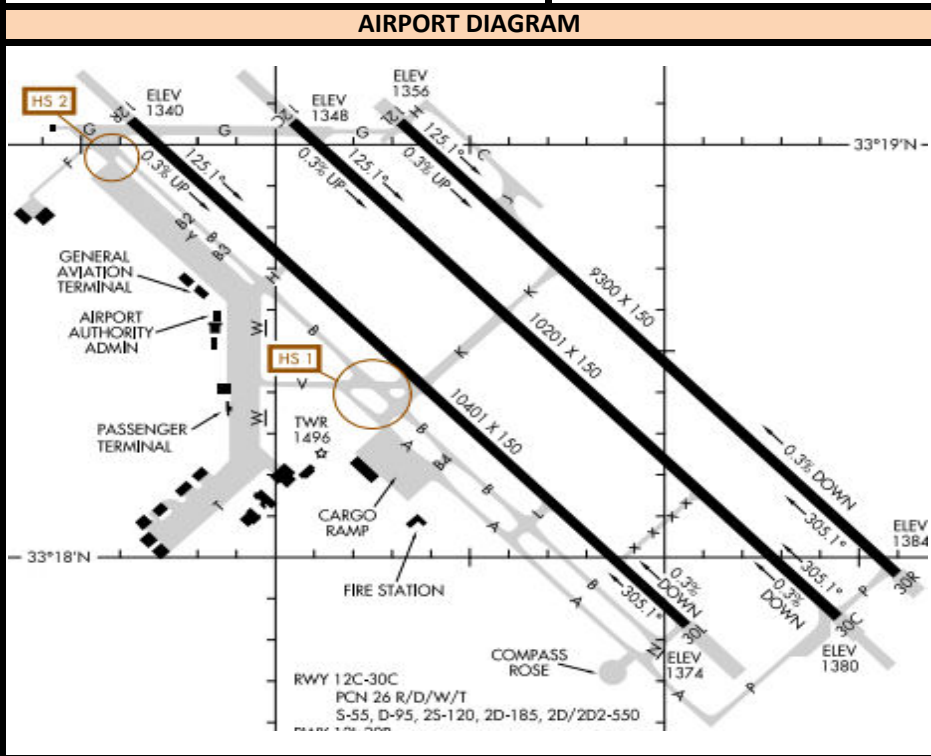 AIRPORT DIAGRAM
HS 2
ELEV
1340
ELEV
1348
ELEV
1356
12R
12C
12L
G
G
G
H
F
C
J
33°19'N
125.1°
0.3% UP
125.1°
0.3% UP
125.1°
0.3% UP
B2
Y
B
B3
H
GENERAL
AVIATION
TERMINAL
AIRPORT
AUTHORITY
ADMIN
W
B
K
K
9300 X 150
10201 X 150
10401 X 150
HS 1
V
W
PASSENGER
TERMINAL
TWR
1496
A
B
B4
B
A
L
T
CARGO
RAMP
FIRE STATION
X X X X
0.3% DOWN
305.1°
ELEV
1384
33°18'N
305.1°
0.3%
DOWN
305.1°
0.3%
DOWN
30R
P
30C
30L
B
A
N
ELEV
1374
ELEV
1380
COMPASS
ROSE
A
P
RWY 12C-30C
PCN 26 R/D/W/T
S-55, D-95, 2S-120, 2D-185, 2D/2D2-550